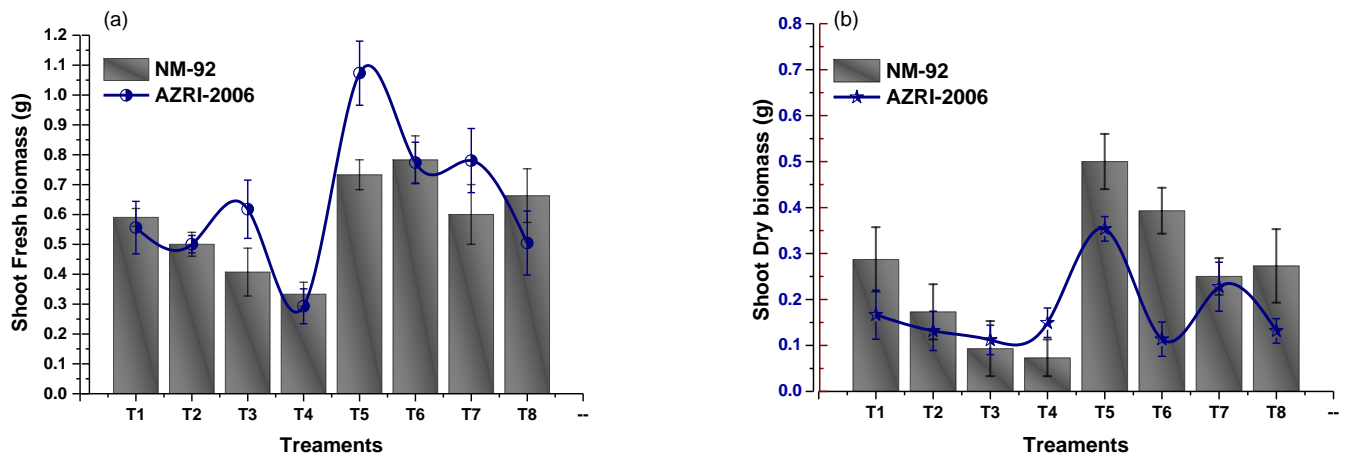 (a)
1.2
1.1
1.0
0.9
0.8
0.7
0.6
0.5
0.4
0.3
0.2
0.1
0.0
Shoot Fresh biomass (g)
NM-92
AZRI-2006
T1 T2 T3 T4 T5 T6 T7 T8 --
Treaments
(b)
0.8
0.7
0.6
0.5
0.4
0.3
0.2
0.1
0.0
Shoot Dry biomass (g)
NM-92
AZRI-2006
T1 T2 T3 T4 T5 T6 T7 T8 --
Treaments